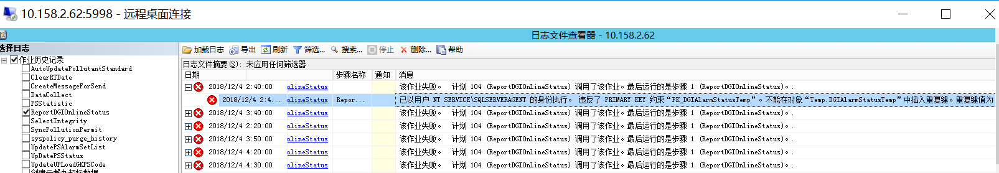 10.158.2.62:5998 - 远程桌面连接
日志文件查看器 - 10.158.2.62
选择日志
加载日志 导出 刷新 筛选... 搜索... 停止 删除... 帮助
作业历史记录
AutoUpdatePollutantStandard
ClearRTDate
CreateMessageForSend
DataCollect
PSStatistic
ReportDGIOnlineStatus
SelectIntegrity
SyncPollutionPermit
syspolicy_purge_history
UpDatePSAlarmSetList
UpDatePSStatus
UpdateUPLoadGKPSCode
日志文件摘要(S): 未应用任何筛选器
日期 步骤名称 通知 消息
2018/12/4 2:40:00 nlineStatus 该作业失败。 计划 104 (ReportDGIOnlineStatus) 调用了该作业。最后运行的是步骤 1 (ReportDGIOnlineStatus)。.
2018/12/4 2:4... nlineStatus Repor... 已以用户 NT SERVICE\SQLSERVERAGENT 的身份执行。 违反了 PRIMARY KEY 约束“PK_DGIAlarmStatusTemp”。不能在对象“Temp.DGIAlarmStatusTemp”中插入重复键。重复键值为
2018/12/4 3:40:00 nlineStatus 该作业失败。 计划 104 (ReportDGIOnlineStatus) 调用了该作业。最后运行的是步骤 1 (ReportDGIOnlineStatus)。.
2018/12/4 2:20:00 nlineStatus 该作业失败。 计划 104 (ReportDGIOnlineStatus) 调用了该作业。最后运行的是步骤 1 (ReportDGIOnlineStatus)。.
2018/12/4 3:50:00 nlineStatus 该作业失败。 计划 104 (ReportDGIOnlineStatus) 调用了该作业。最后运行的是步骤 1 (ReportDGIOnlineStatus)。.
2018/12/4 4:20:00 nlineStatus 该作业失败。 计划 104 (ReportDGIOnlineStatus) 调用了该作业。最后运行的是步骤 1 (ReportDGIOnlineStatus)。.
2018/12/4 4:30:00 nlineStatus 该作业失败。 计划 104 (ReportDGIOnlineStatus) 调用了该作业。最后运行的是步骤 1 (ReportDGIOnlineStatus)。.